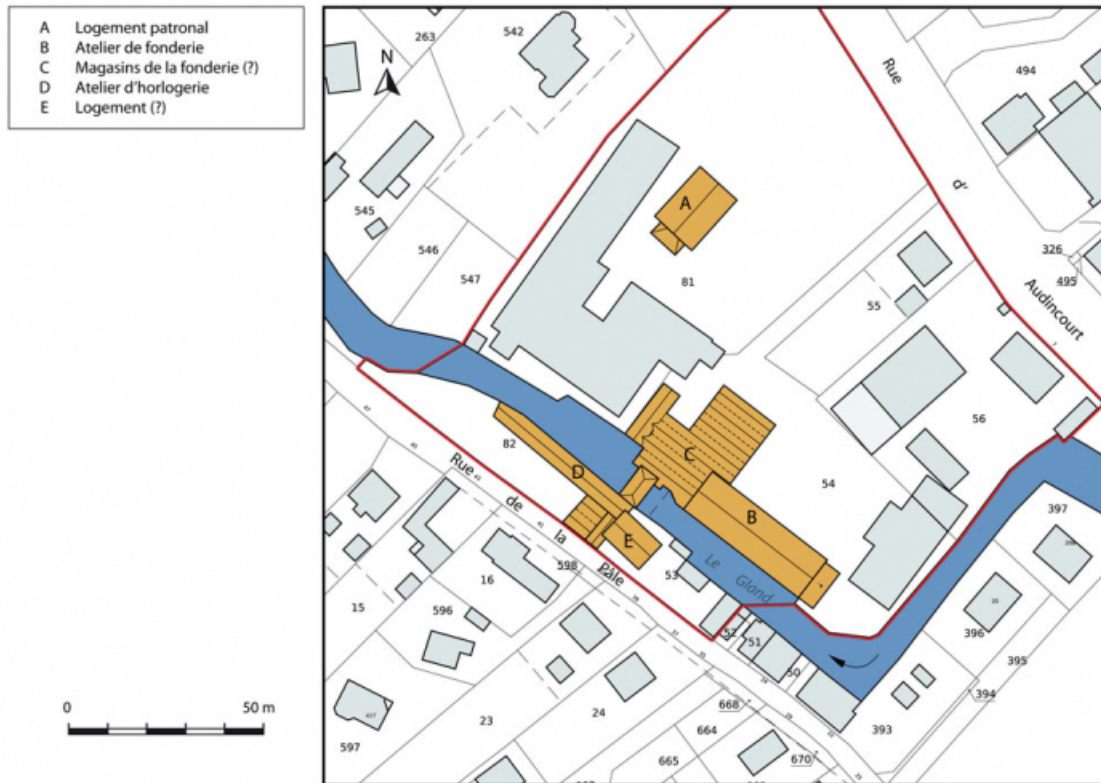 A Logement patronal
B Atelier de fonderie
C Magasins de la fonderie (?)
D Atelier d'horlogerie
E Logement (?)
0 50 m
N
263
542
494
545
546
547
Rue d' Audincourt
326
495
A
81
55
56
82
C
D
B
54
E
Le Gland
Rue de la Pâle
598
53
52
51
50
397
396
395
394
393
15
16
596
23
24
597
668
664
665
670